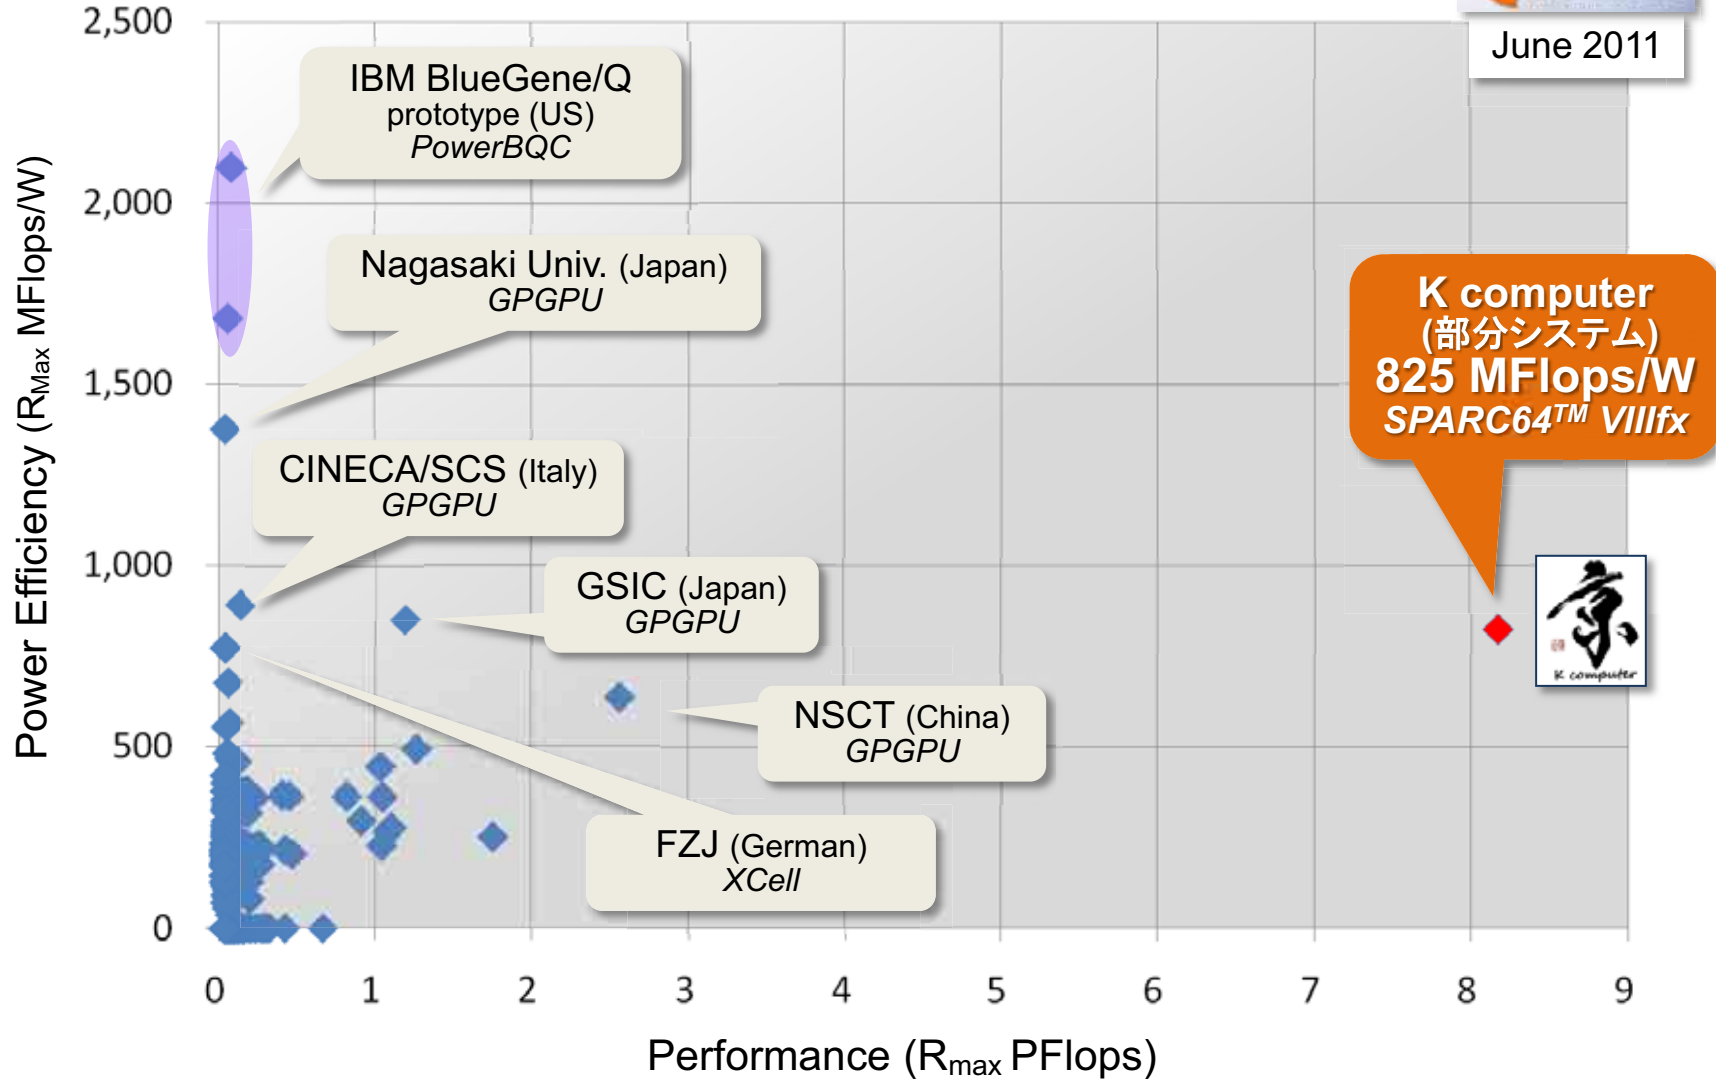 June 2011
Power Efficiency (RMax MFlops/W)
2,500
2,000
1,500
1,000
500
0
IBM BlueGene/Q
prototype (US)
PowerBQC
Nagasaki Univ. (Japan)
GPGPU
CINECA/SCS (Italy)
GPGPU
GSIC (Japan)
GPGPU
NSCT (China)
GPGPU
FZJ (German)
XCell
K computer
(部分システム)
825 MFlops/W
SPARC64TM VIIIfx
京
K computer
0 1 2 3 4 5 6 7 8 9
Performance (Rmax PFlops)